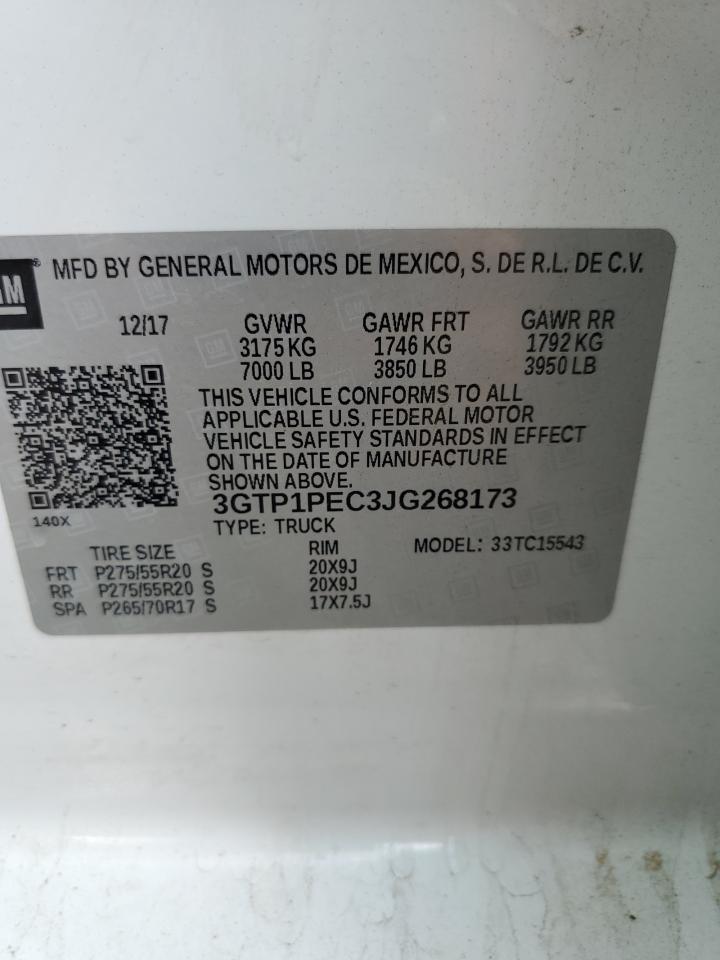 GM® MFD BY GENERAL MOTORS DE MEXICO, S. DE R.L. DE C.V.
12/17 GVWR GAWR FRT GAWR RR
3175 KG 1746 KG 1792 KG
7000 LB 3850 LB 3950 LB
THIS VEHICLE CONFORMS TO ALL
APPLICABLE U.S. FEDERAL MOTOR
VEHICLE SAFETY STANDARDS IN EFFECT
ON THE DATE OF MANUFACTURE
SHOWN ABOVE.
3GTP1PEC3JG268173
140X
TYPE: TRUCK
TIRE SIZE RIM MODEL: 33TC15543
FRT P275/55R20 S 20X9J
RR P275/55R20 S 20X9J
SPA P265/70R17 S 17X7.5J